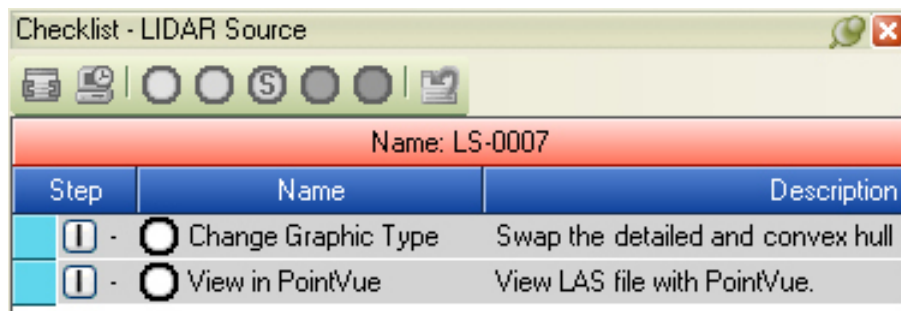 Checklist - LIDAR Source
S
Name: LS-0007
Step Name Description
I - Change Graphic Type Swap the detailed and convex hull
I - View in PointVue View LAS file with PointVue.